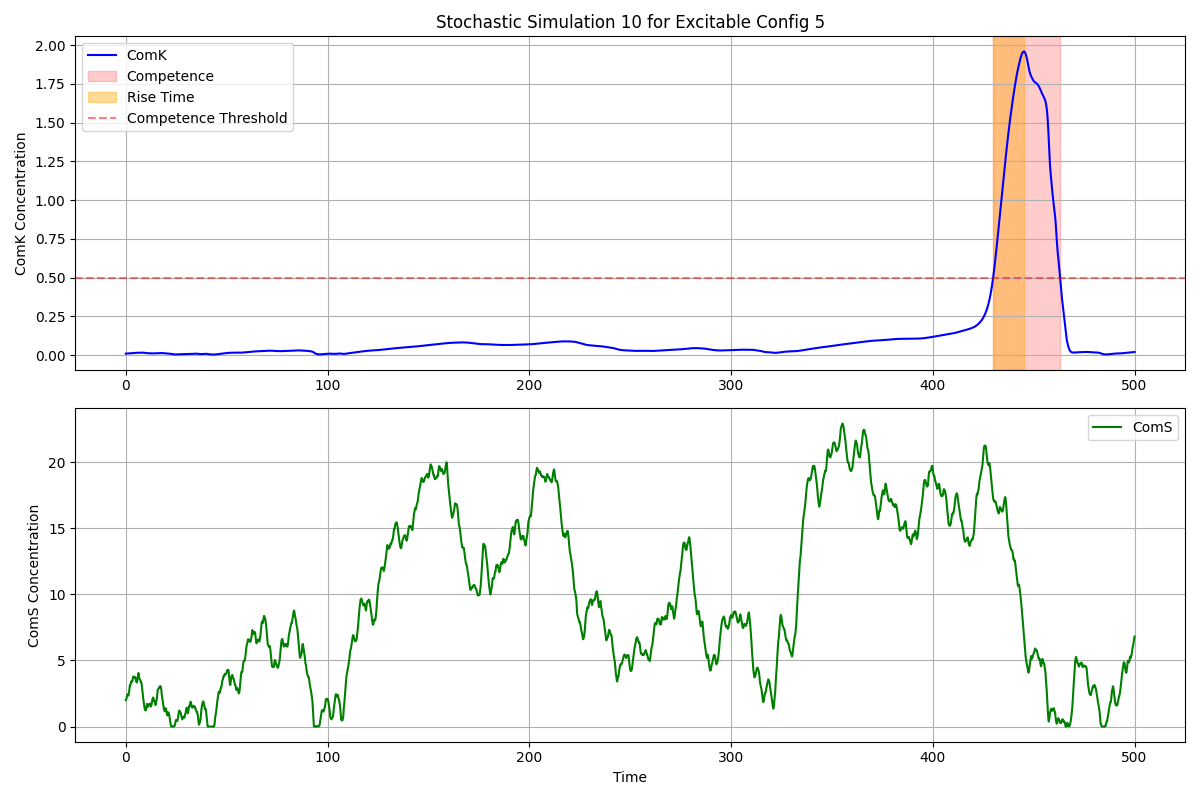 Stochastic Simulation 10 for Excitable Config 5
ComK Concentration
2.00
1.75
1.50
1.25
1.00
0.75
0.50
0.25
0.00
ComK
Competence
Rise Time
Competence Threshold
0 100 200 300 400 500
ComS Concentration
20
15
10
5
0
ComS
0 100 200 300 400 500
Time